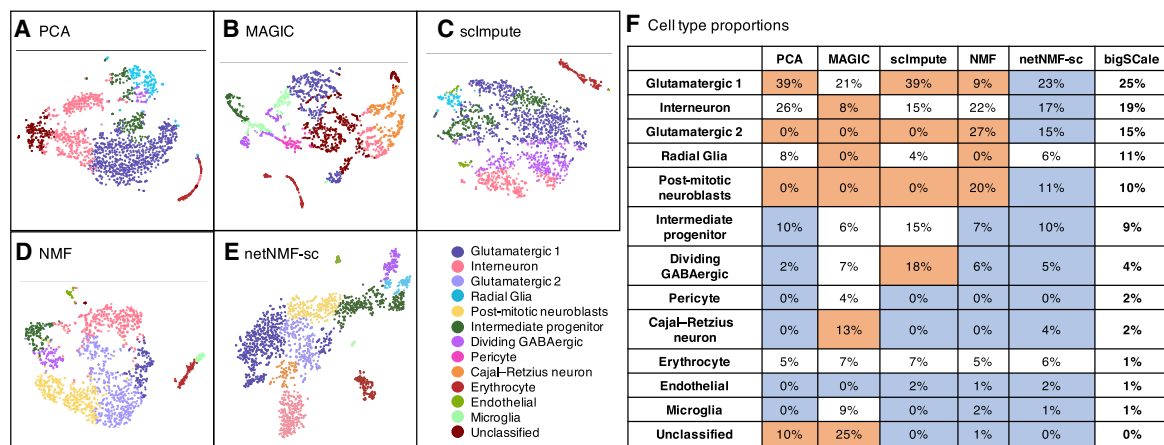 A PCA
B MAGIC
C scImpute
D NMF
E netNMF-sc
Glutamatergic 1
Interneuron
Glutamatergic 2
Radial Glia
Post-mitotic neuroblasts
Intermediate progenitor
Dividing GABAergic
Pericyte
Cajal–Retzius neuron
Erythrocyte
Endothelial
Microglia
Unclassified
F Cell type proportions
PCA MAGIC scImpute NMF netNMF-sc bigSCale
Glutamatergic 1 39% 21% 39% 9% 23% 25%
Interneuron 26% 8% 15% 22% 17% 19%
Glutamatergic 2 0% 0% 0% 27% 15% 15%
Radial Glia 8% 0% 4% 0% 6% 11%
Post-mitotic
neuroblasts 0% 0% 0% 20% 11% 10%
Intermediate
progenitor 10% 6% 15% 7% 10% 9%
Dividing
GABAergic 2% 7% 18% 6% 5% 4%
Pericyte 0% 4% 0% 0% 0% 2%
Cajal–Retzius
neuron 0% 13% 0% 0% 4% 2%
Erythrocyte 5% 7% 7% 5% 6% 1%
Endothelial 0% 0% 2% 1% 2% 1%
Microglia 0% 9% 0% 2% 1% 1%
Unclassified 10% 25% 0% 1% 0% 0%